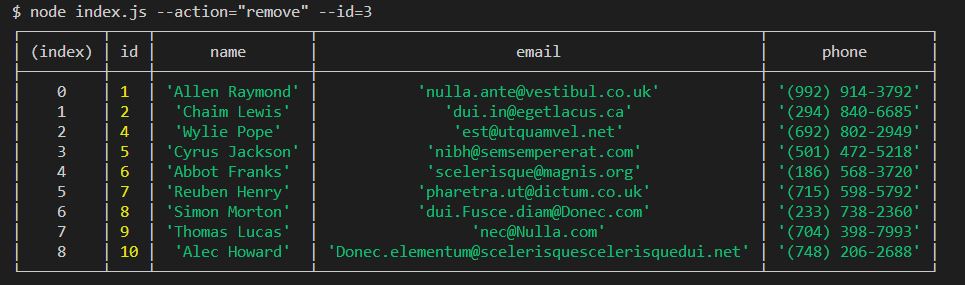 $ node index.js --action="remove" --id=3
(index) id name email phone
0 1 'Allen Raymond' 'nulla.ante@vestibul.co.uk' '(992) 914-3792'
1 2 'Chaim Lewis' 'dui.in@egetlacus.ca' '(294) 840-6685'
2 4 'Wylie Pope' 'est@utquamvel.net' '(692) 802-2949'
3 5 'Cyrus Jackson' 'nibh@semsempererat.com' '(501) 472-5218'
4 6 'Abbot Franks' 'scelerisque@magnis.org' '(186) 568-3720'
5 7 'Reuben Henry' 'pharetra.ut@dictum.co.uk' '(715) 598-5792'
6 8 'Simon Morton' 'dui.Fusce.diam@Donec.com' '(233) 738-2360'
7 9 'Thomas Lucas' 'nec@Nulla.com' '(704) 398-7993'
8 10 'Alec Howard' 'Donec.elementum@scelerisquescelerisquedui.net' '(748) 206-2688'